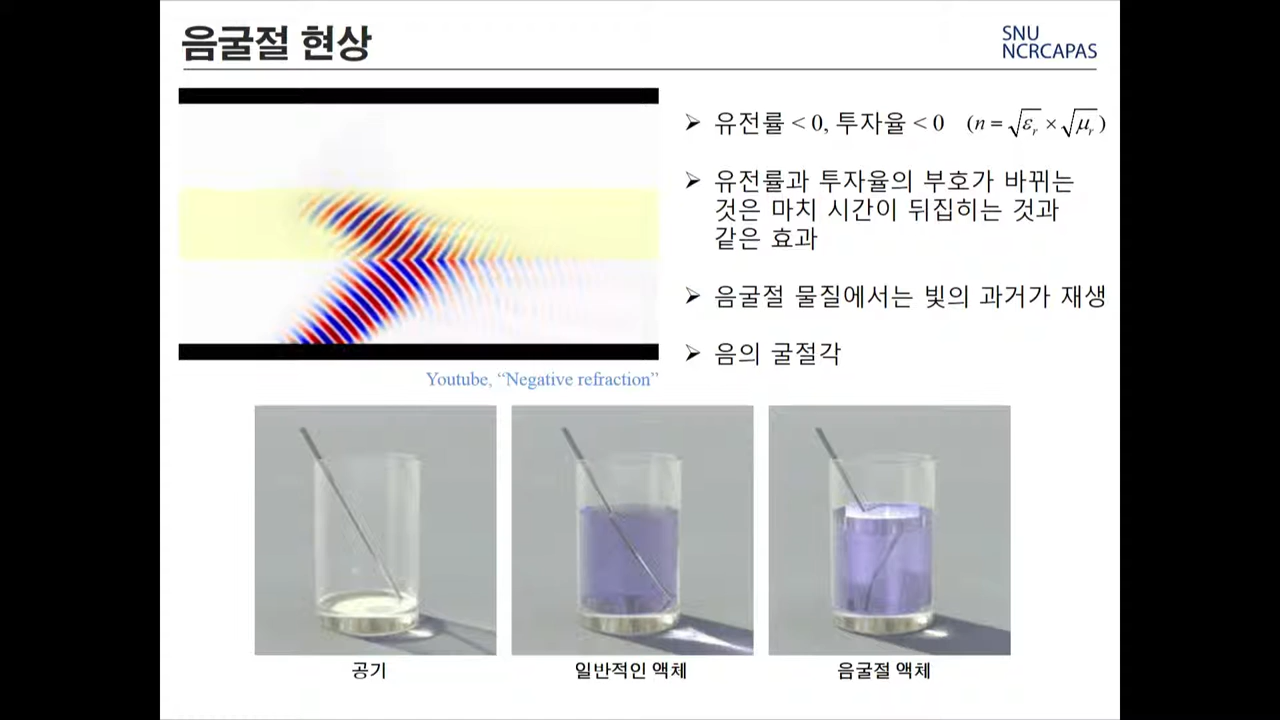 음굴절 현상
SNU
NCRCAPAS
➢ 유전률 < 0, 투자율 < 0 (n = √εr × √μr)
➢ 유전률과 투자율의 부호가 바뀌는
것은 마치 시간이 뒤집히는 것과
같은 효과
➢ 음굴절 물질에서는 빛의 과거가 재생
➢ 음의 굴절각
Youtube, “Negative refraction”
공기
일반적인 액체
음굴절 액체